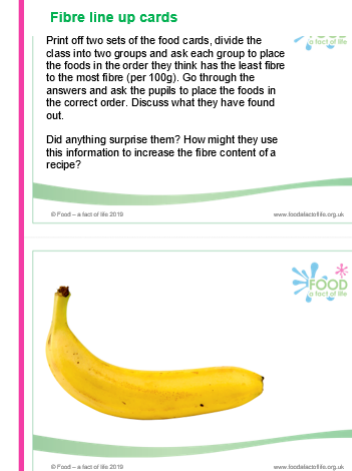 Fibre line up cards
Print off two sets of the food cards, divide the
class into two groups and ask each group to place
the foods in the order they think has the least fibre
to the most fibre (per 100g). Go through the
answers and ask the pupils to place the foods in
the correct order. Discuss what they have found
out.
a fact of life
Did anything surprise them? How might they use
this information to increase the fibre content of a
recipe?
© Food – a fact of life 2019
www.foodafactoflife.org.uk
FOOD
a fact of life
© Food – a fact of life 2019
www.foodafactoflife.org.uk